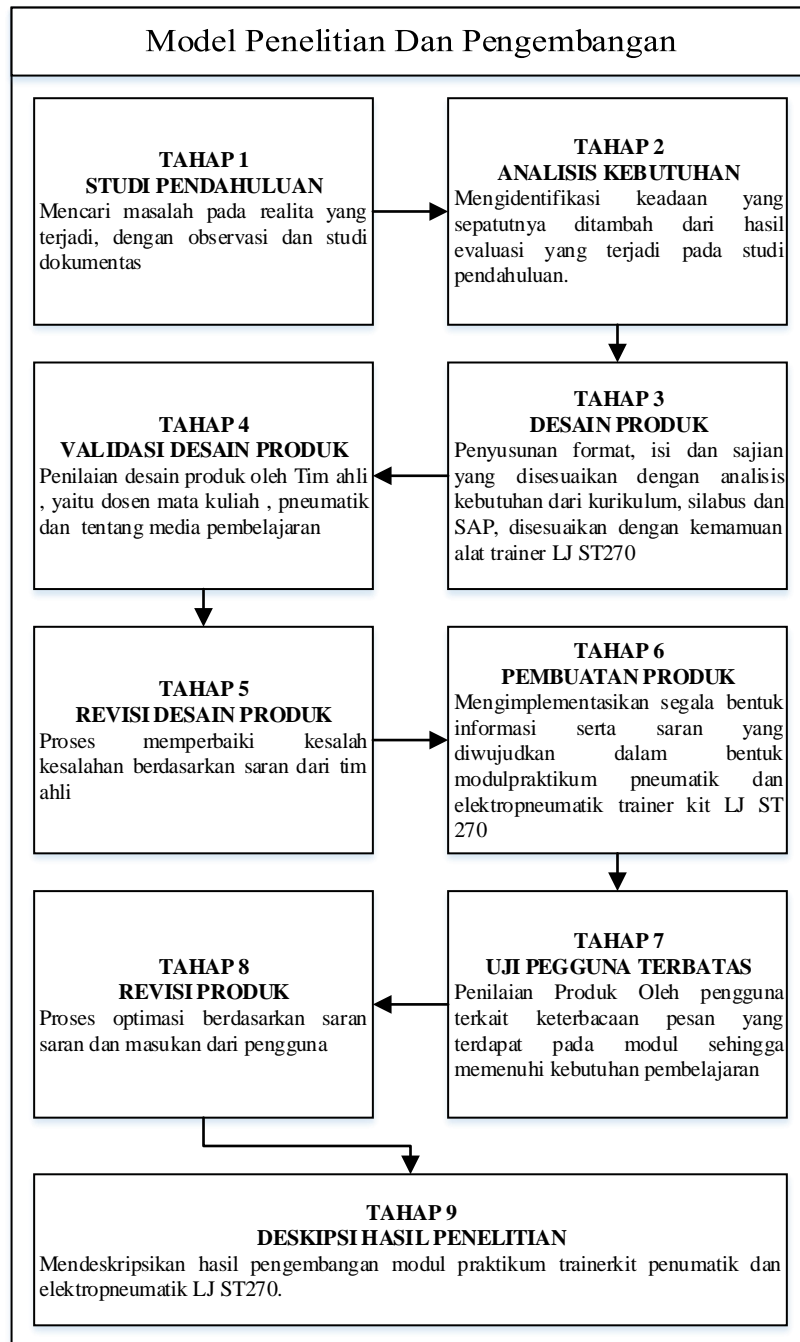 Model Penelitian Dan Pengembangan
TAHAP 1
STUDI PENDAHULUAN
Mencari masalah pada realita yang
terjadi, dengan observasi dan studi
dokumentas
TAHAP 2
ANALISIS KEBUTUHAN
Mengidentifikasi keadaan yang
sepatutnya ditambah dari hasil
evaluasi yang terjadi pada studi
pendahuluan.
TAHAP 3
DESAIN PRODUK
Penyusunan format, isi dan sajian
yang disesuaikan dengan analisis
kebutuhan dari kurikulum, silabus dan
SAP, disesuaikan dengan kemamuan
alat trainer LJ ST270
TAHAP 4
VALIDASI DESAIN PRODUK
Penilaian desain produk oleh Tim ahli
, yaitu dosen mata kuliah , pneumatik
dan tentang media pembelajaran
TAHAP 5
REVISI DESAIN PRODUK
Proses memperbaiki kesalah
kesalahan berdasarkan saran dari tim
ahli
TAHAP 6
PEMBUATAN PRODUK
Mengimplementasikan segala bentuk
informasi serta saran yang
diwujudkan dalam bentuk
modulpraktikum pneumatik dan
elektropneumatik trainer kit LJ ST
270
TAHAP 7
UJI PEGGUNA TERBATAS
Penilaian Produk Oleh pengguna
terkait keterbacaan pesan yang
terdapat pada modul sehingga
memenuhi kebutuhan pembelajaran
TAHAP 8
REVISI PRODUK
Proses optimasi berdasarkan saran
saran dan masukan dari pengguna
TAHAP 9
DESKIPSI HASIL PENELITIAN
Mendeskripsikan hasil pengembangan modul praktikum trainerkit penumatik dan
elektropneumatik LJ ST270.